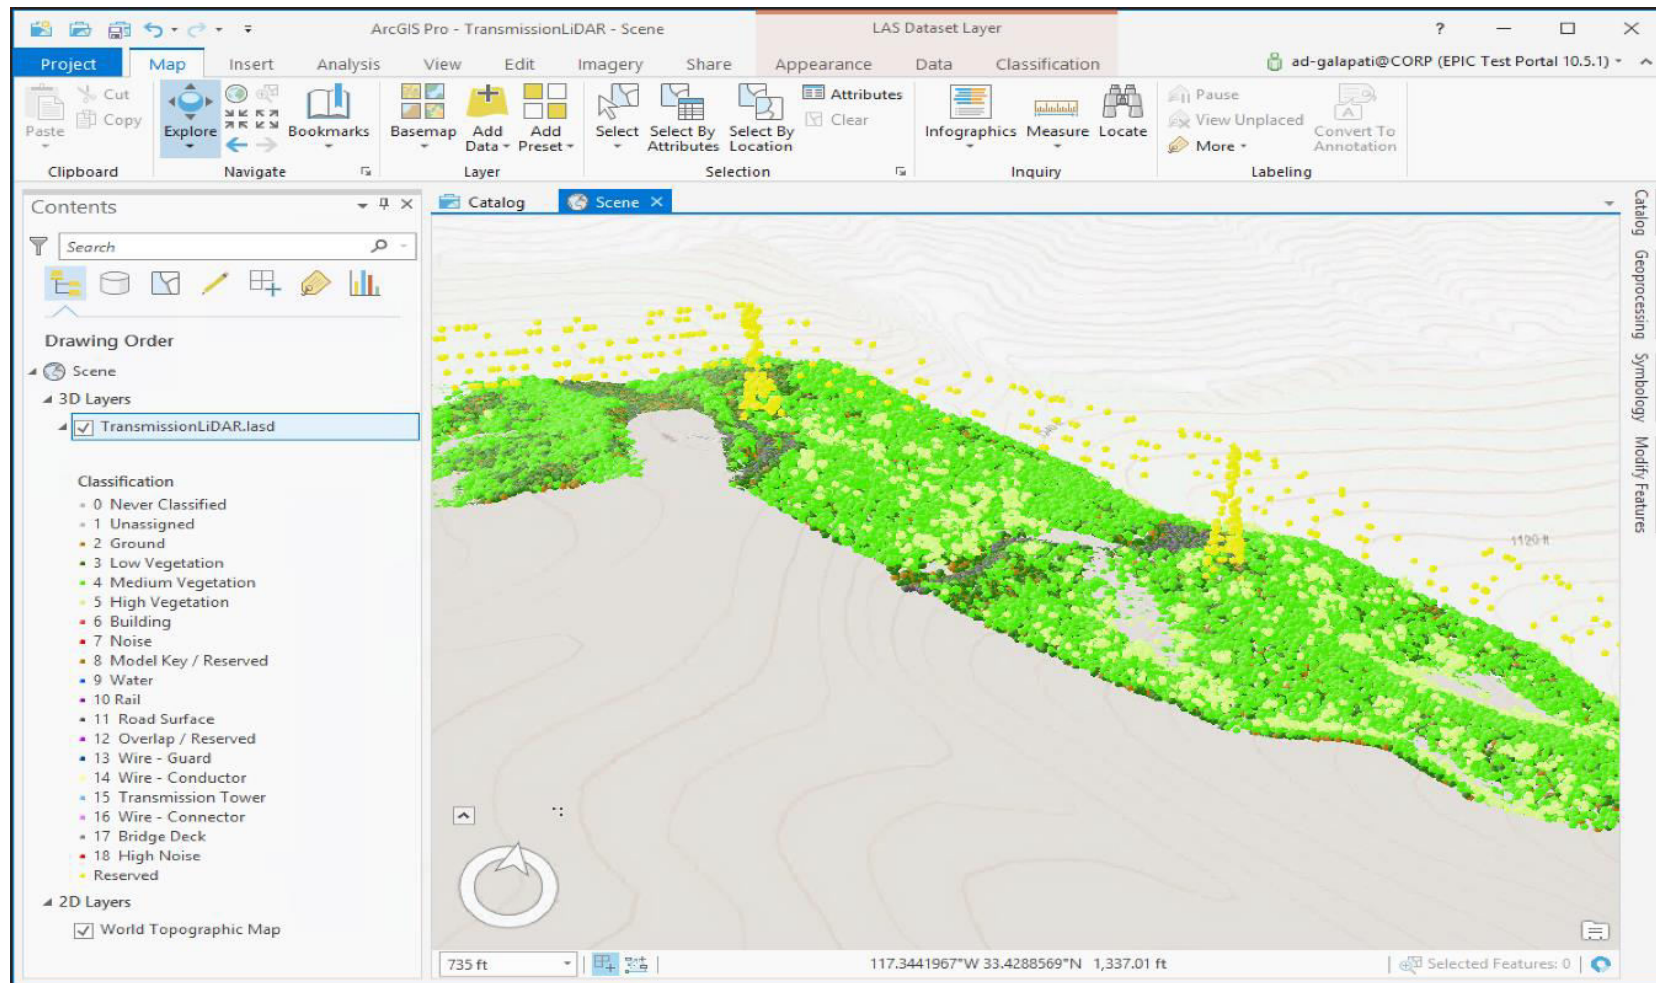 ArcGIS Pro - TransmissionLiDAR - Scene
LAS Dataset Layer
?
Project Map Insert Analysis View Edit Imagery Share Appearance Data Classification
ad-galapati@CORP (EPIC Test Portal 10.5.1)
Paste
Cut
Copy
Clipboard
Explore
Bookmarks
Navigate
Basemap
Add Data
Add Preset
Layer
Select
Select By Attributes
Select By Location
Attributes
Clear
Selection
Infographics
Measure
Locate
Inquiry
Pause
View Unplaced
More
Convert To Annotation
Labeling
Contents
Search
Drawing Order
Scene
3D Layers
TransmissionLiDAR.lasd
Classification
0 Never Classified
1 Unassigned
2 Ground
3 Low Vegetation
4 Medium Vegetation
5 High Vegetation
6 Building
7 Noise
8 Model Key / Reserved
9 Water
10 Rail
11 Road Surface
12 Overlap / Reserved
13 Wire - Guard
14 Wire - Conductor
15 Transmission Tower
16 Wire - Connector
17 Bridge Deck
18 High Noise
Reserved
2D Layers
World Topographic Map
Catalog
Scene
1120 ft
735 ft
117.3441967°W 33.4288569°N 1,337.01 ft
Selected Features: 0
Catalog
Geoprocessing
Symbology
Modify Features